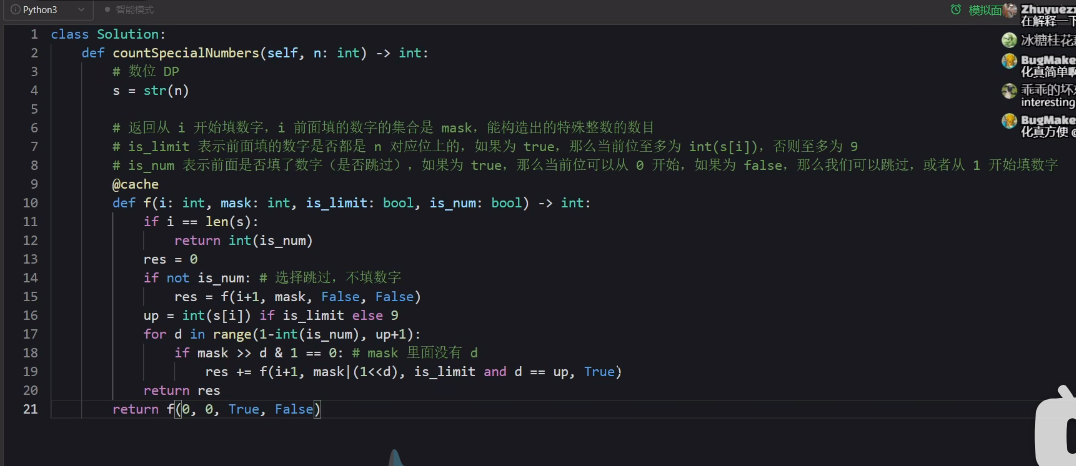 Python3
智能模式
模拟面
class Solution:
def countSpecialNumbers(self, n: int) -> int:
# 数位 DP
s = str(n)
# 返回从 i 开始填数字，i 前面填的数字的集合是 mask，能构造出的特殊整数的数目
# is_limit 表示前面填的数字是否都是 n 对应位上的，如果为 true，那么当前位至多为 int(s[i])，否则至多为 9
# is_num 表示前面是否填了数字（是否跳过），如果为 true，那么当前位可以从 0 开始，如果为 false，那么我们可以跳过，或者从 1 开始填数字
@cache
def f(i: int, mask: int, is_limit: bool, is_num: bool) -> int:
if i == len(s):
return int(is_num)
res = 0
if not is_num: # 选择跳过，不填数字
res = f(i+1, mask, False, False)
up = int(s[i]) if is_limit else 9
for d in range(1-int(is_num), up+1):
if mask >> d & 1 == 0: # mask 里面没有 d
res += f(i+1, mask|(1<<d), is_limit and d == up, True)
return res
return f(0, 0, True, False)
1
2
3
4
5
6
7
8
9
10
11
12
13
14
15
16
17
18
19
20
21
Zhuyuez
在解释一下
冰糖桂花
BugMake
化真简单啊
乖乖的坏
interesting
BugMake
化真方便